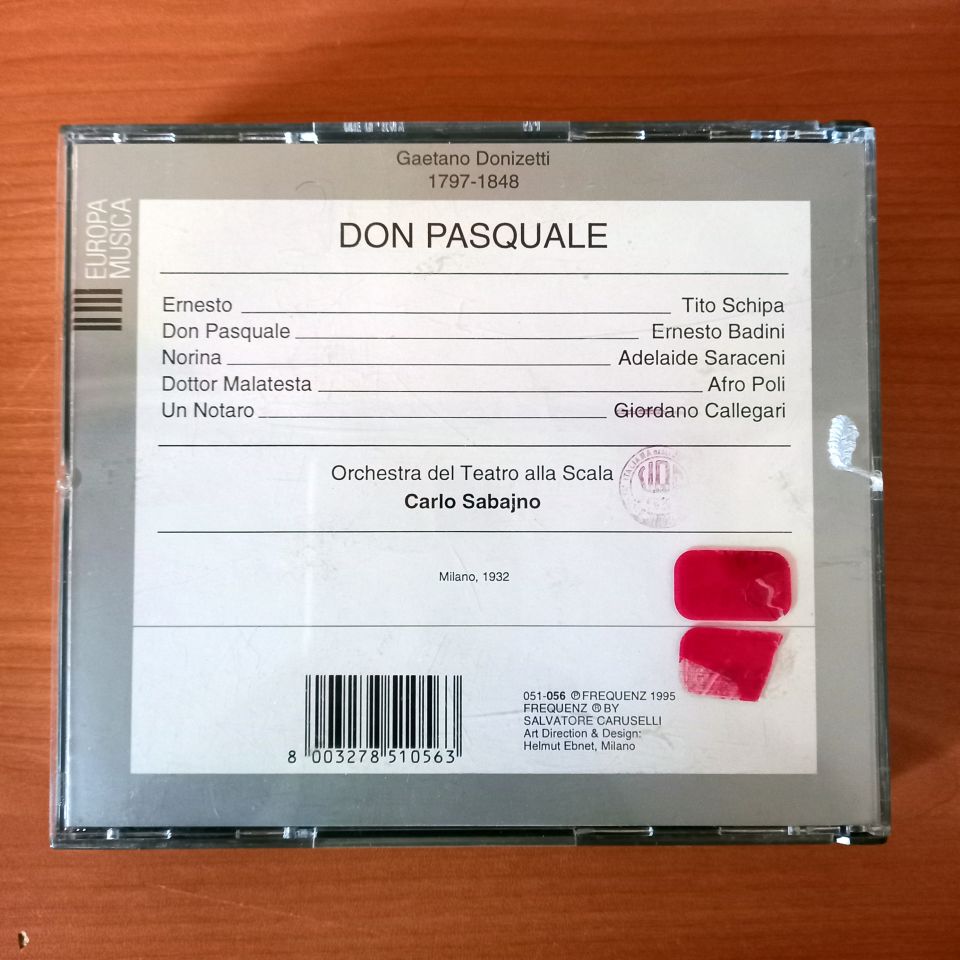 Gaetano Donizetti
1797-1848
EUROPA
MUSICA
DON PASQUALE
Ernesto Tito Schipa
Don Pasquale Ernesto Badini
Norina Adelaide Saraceni
Dottor Malatesta Afro Poli
Un Notaro Giordano Callegari
Orchestra del Teatro alla Scala
Carlo Sabajno
Milano, 1932
051-056 ℗ FREQUENZ 1995
FREQUENZ ® BY
SALVATORE CARUSELLI
Art Direction & Design:
Helmut Ebnet, Milano
8 003278 510563